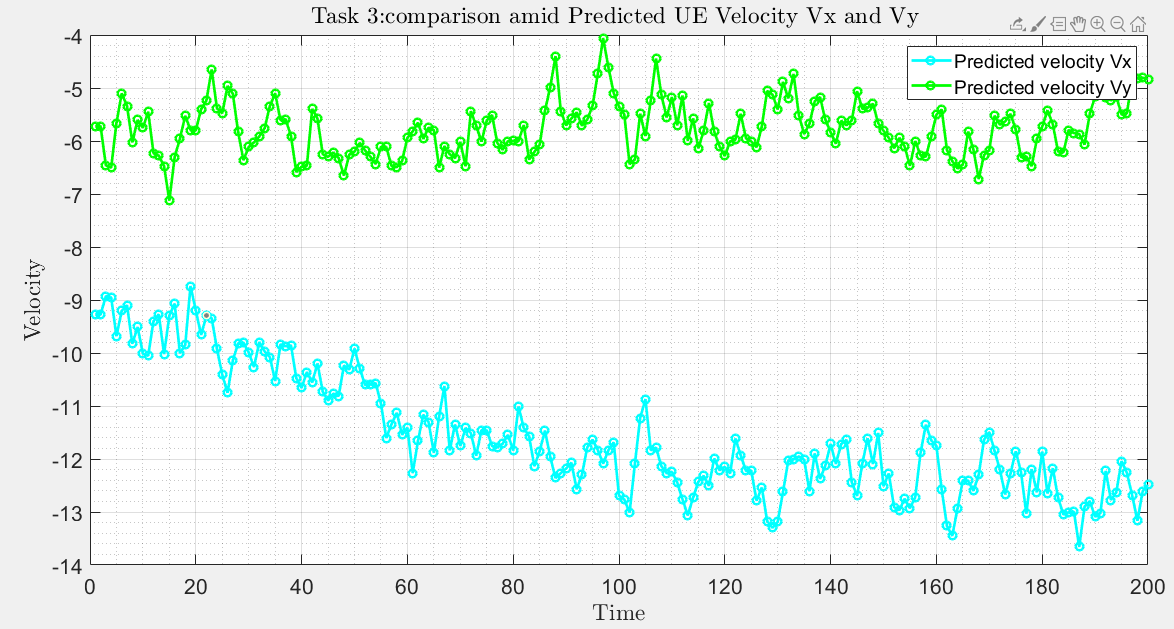 Task 3:comparison amid Predicted UE Velocity Vx and Vy
Predicted velocity Vx
Predicted velocity Vy
-4
-5
-6
-7
-8
-9
-10
-11
-12
-13
-14
Velocity
0 20 40 60 80 100 120 140 160 180 200
Time